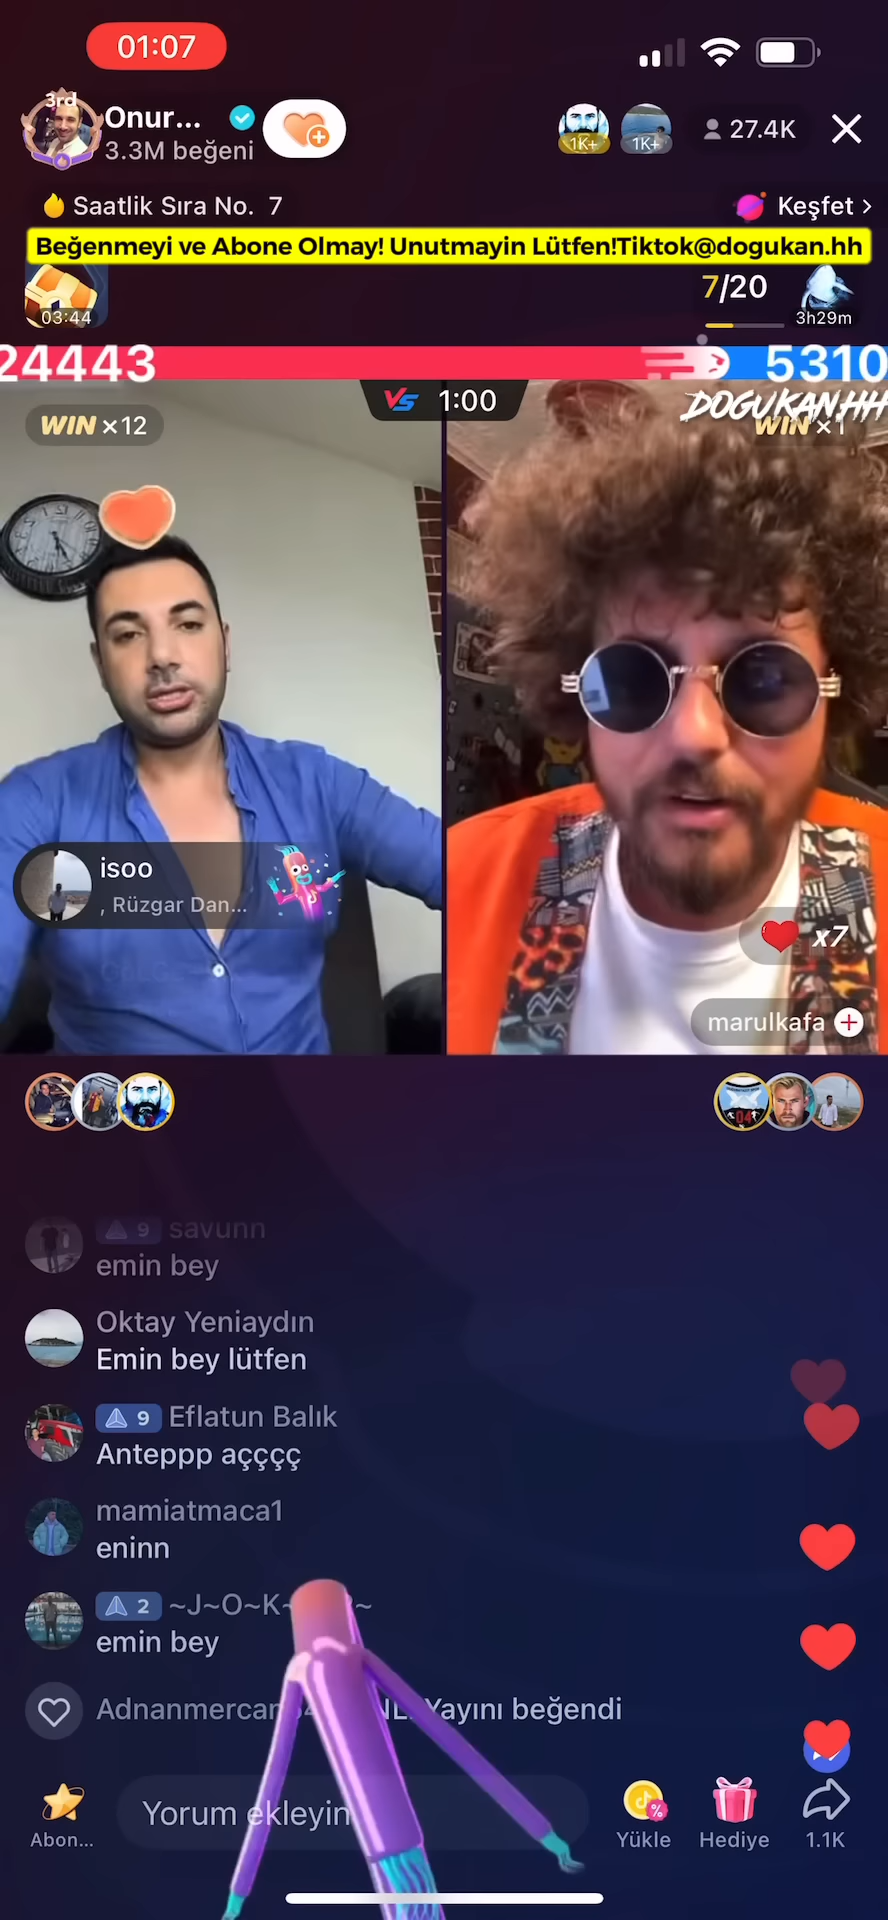 01:07
3rd
Onur...
3.3M beğeni
1K+
1K+
27.4K
Saatlik Sıra No. 7
Keşfet >
Beğenmeyi ve Abone Olmay! Unutmayin Lütfen!Tiktok@dogukan.hh
03:44
7/20
3h29m
24443
5310
VS 1:00
DOGUKAN.HH
WIN x12
WIN x1
isoo
, Rüzgar Dan...
x7
marulkafa
9 savunn
emin bey
Oktay Yeniaydın
Emin bey lütfen
9 Eflatun Balık
Anteppp açççç
mamiatmaca1
eninn
2 ~J~O~K~
emin bey
Yayını beğendi
Abon...
Yorum ekleyin
Yükle
Hediye
1.1K